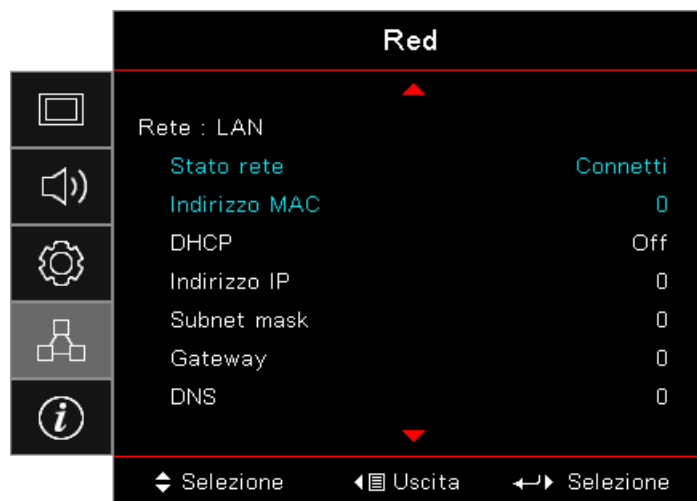 Red
Rete : LAN
Stato rete Connetti
Indirizzo MAC 0
DHCP Off
Indirizzo IP 0
Subnet mask 0
Gateway 0
DNS 0
Selezione Uscita Selezione